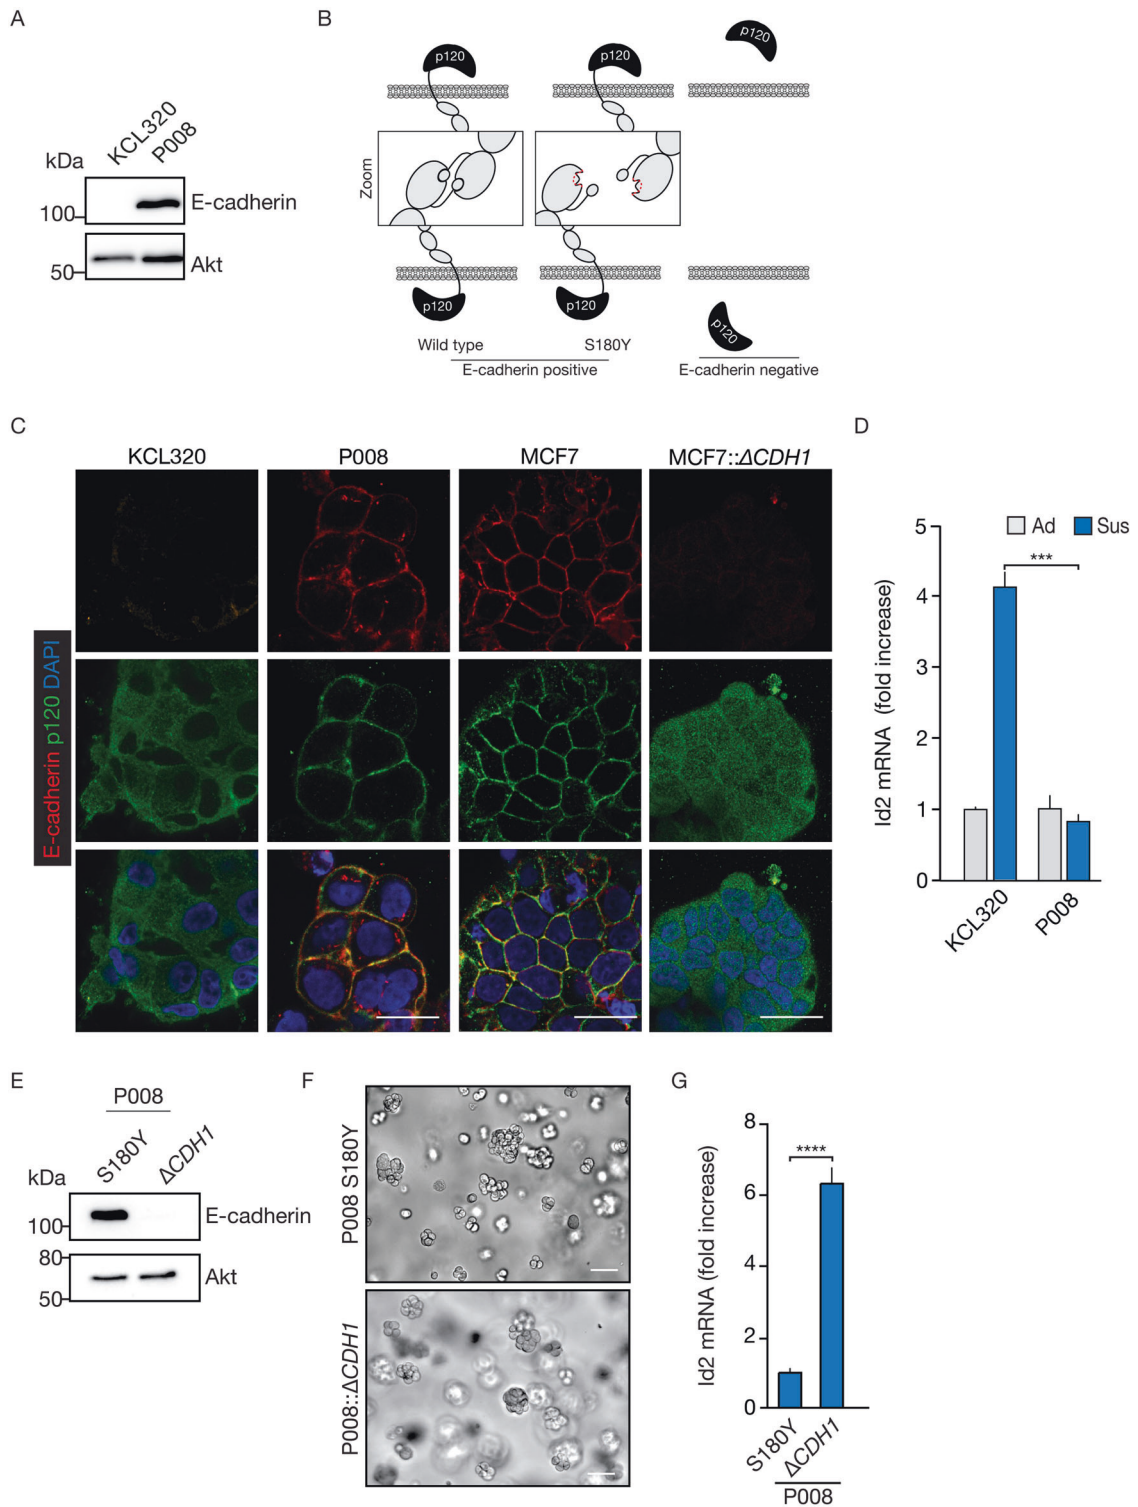 A
KCL320
P008
kDa
100
E-cadherin
50
Akt
B
p120
p120
p120
Zoom
p120
p120
p120
Wild type
S180Y
E-cadherin positive
E-cadherin negative
C
KCL320
P008
MCF7
MCF7::ΔCDH1
E-cadherin p120 DAPI
D
Ad
Sus
***
Id2 mRNA (fold increase)
5
4
3
2
1
0
KCL320
P008
E
P008
S180Y
ΔCDH1
kDa
100
E-cadherin
80
Akt
50
F
P008 S180Y
P008::ΔCDH1
G
Id2 mRNA (fold increase)
8
6
4
2
0
****
S180Y
ΔCDH1
P008